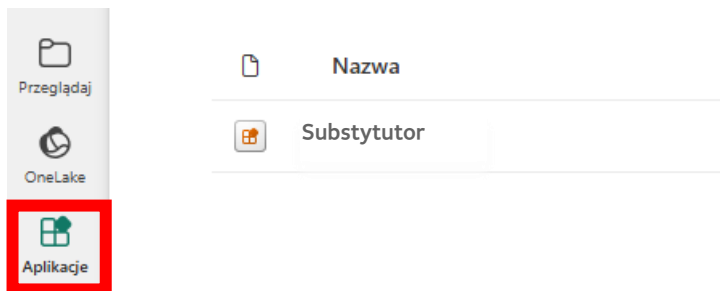 Przeglądaj
OneLake
Aplikacje
Nazwa
Substytutor